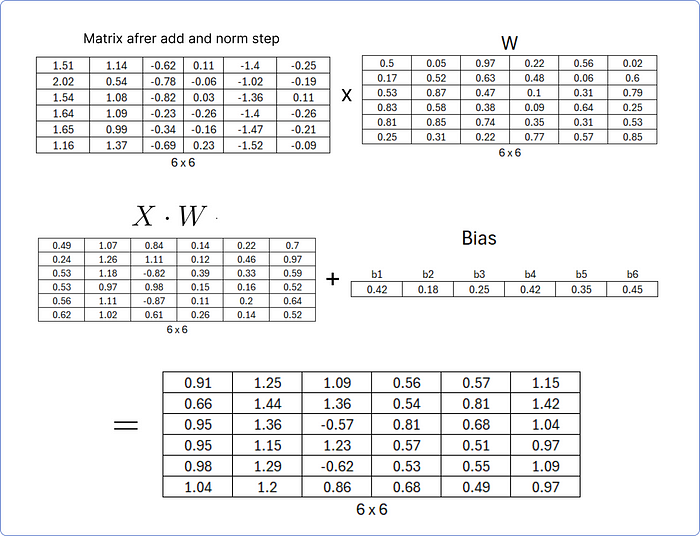 Matrix afrer add and norm step
W
1.51 1.14 -0.62 0.11 -1.4 -0.25
2.02 0.54 -0.78 -0.06 -1.02 -0.19
1.54 1.08 -0.82 0.03 -1.36 0.11
1.64 1.09 -0.23 -0.26 -1.4 -0.26
1.65 0.99 -0.34 -0.16 -1.47 -0.21
1.16 1.37 -0.69 0.23 -1.52 -0.09
6 x 6
X
0.5 0.05 0.97 0.22 0.56 0.02
0.17 0.52 0.63 0.48 0.06 0.6
0.53 0.87 0.47 0.1 0.31 0.79
0.83 0.58 0.38 0.09 0.64 0.25
0.81 0.85 0.74 0.35 0.31 0.53
0.25 0.31 0.22 0.77 0.57 0.85
6 x 6
X · W .
0.49 1.07 0.84 0.14 0.22 0.7
0.24 1.26 1.11 0.12 0.46 0.97
0.53 1.18 -0.82 0.39 0.33 0.59
0.53 0.97 0.98 0.15 0.16 0.52
0.56 1.11 -0.87 0.11 0.2 0.64
0.62 1.02 0.61 0.26 0.14 0.52
6 x 6
+
Bias
b1 b2 b3 b4 b5 b6
0.42 0.18 0.25 0.42 0.35 0.45
=
0.91 1.25 1.09 0.56 0.57 1.15
0.66 1.44 1.36 0.54 0.81 1.42
0.95 1.36 -0.57 0.81 0.68 1.04
0.95 1.15 1.23 0.57 0.51 0.97
0.98 1.29 -0.62 0.53 0.55 1.09
1.04 1.2 0.86 0.68 0.49 0.97
6 x 6